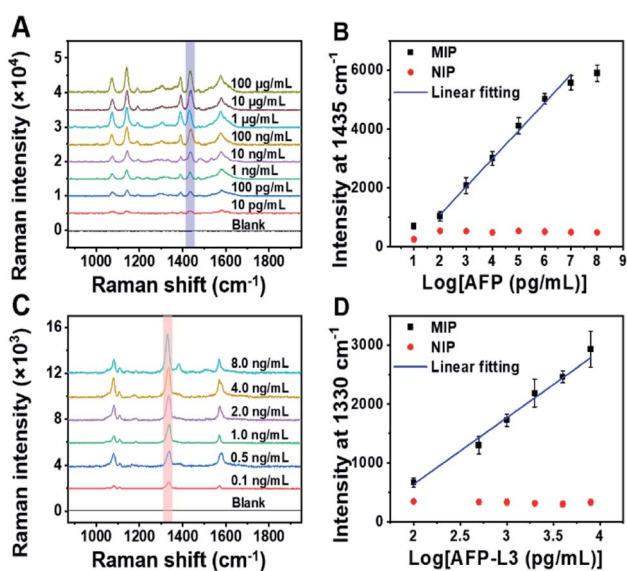 A
Raman intensity (×10⁴)
5
4
3
2
1
0
100 µg/mL
10 µg/mL
1 µg/mL
100 ng/mL
10 ng/mL
1 ng/mL
100 pg/mL
10 pg/mL
Blank
1000 1200 1400 1600 1800
Raman shift (cm⁻¹)
B
Intensity at 1435 cm⁻¹
6000
4000
2000
0
MIP
NIP
Linear fitting
1 2 3 4 5 6 7 8 9
Log[AFP (pg/mL)]
C
Raman intensity (×10³)
16
12
8
4
0
8.0 ng/mL
4.0 ng/mL
2.0 ng/mL
1.0 ng/mL
0.5 ng/mL
0.1 ng/mL
Blank
1000 1200 1400 1600 1800
Raman shift (cm⁻¹)
D
Intensity at 1330 cm⁻¹
3000
2000
1000
0
MIP
NIP
Linear fitting
2.0 2.5 3.0 3.5 4.0
Log[AFP-L3 (pg/mL)]